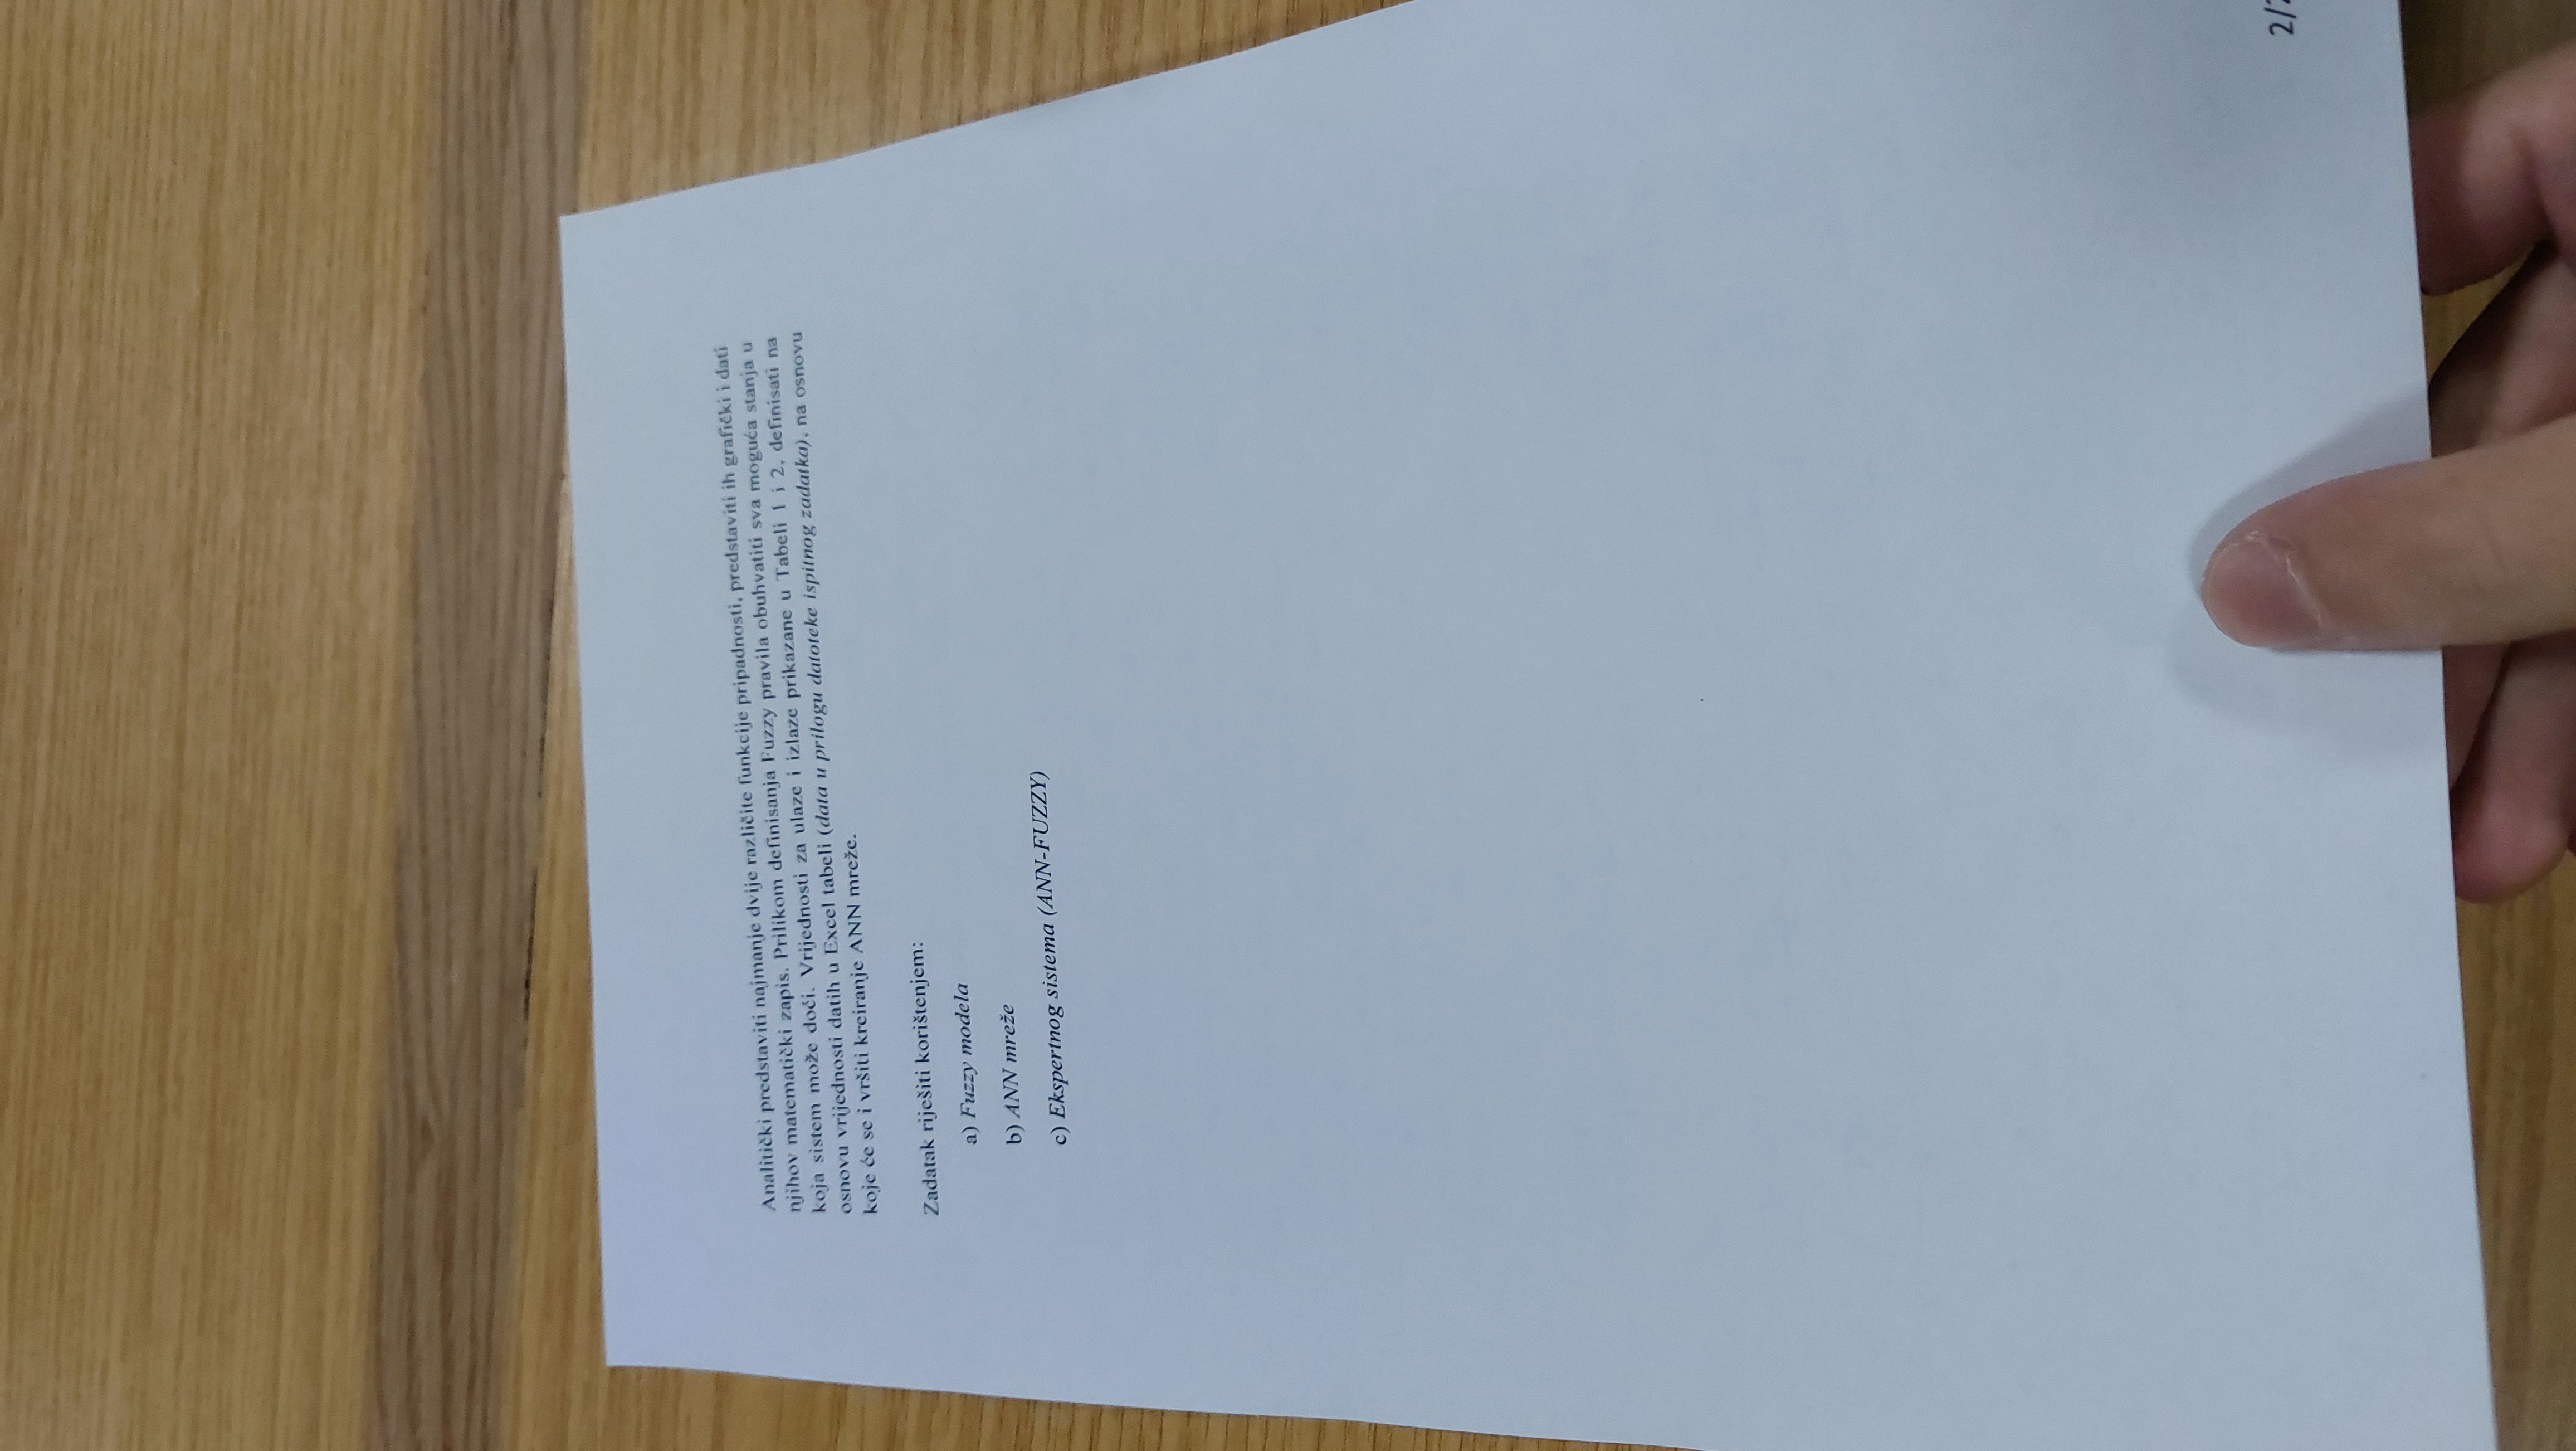 Analitički predstaviti najmanje dvije različite funkcije pripadnosti, predstaviti ih grafički i dati
njihov matematički zapis. Prilikom definisanja Fuzzy pravila obuhvatiti sva moguća stanja u
koja sistem može doći. Vrijednosti za ulaze i izlaze prikazane u Tabeli 1 i 2, definisati na
osnovu vrijednosti datih u Excel tabeli (data u prilogu datoteke ispitnog zadatka), na osnovu
koje će se i vršiti kreiranje ANN mreže.
Zadatak riješiti korištenjem:
a) Fuzzy modela
b) ANN mreže
c) Ekspertnog sistema (ANN-FUZZY)
2/2